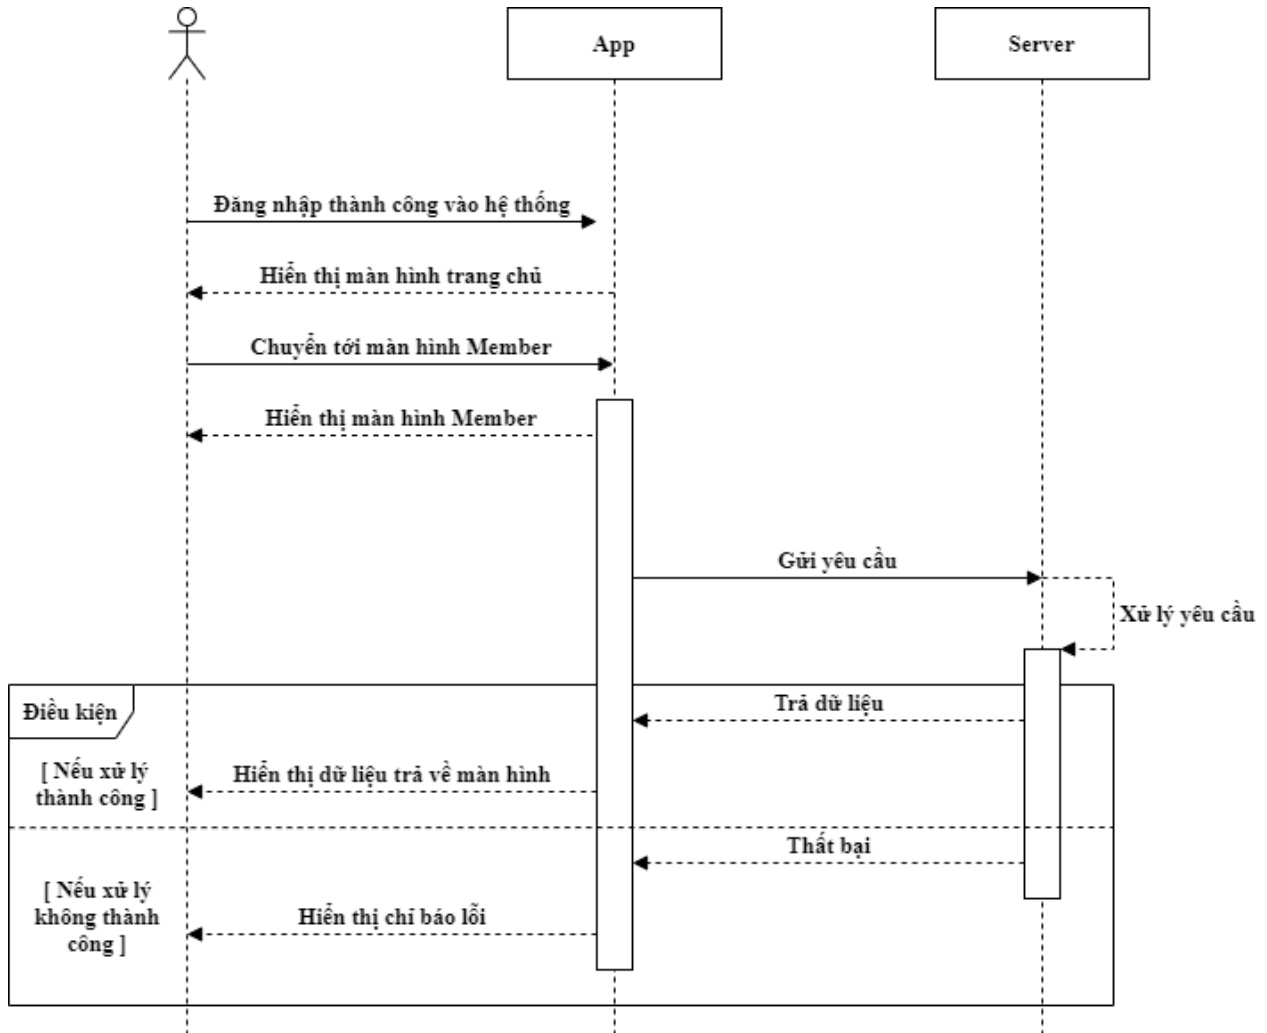 App
Server
Đăng nhập thành công vào hệ thống
Hiển thị màn hình trang chủ
Chuyển tới màn hình Member
Hiển thị màn hình Member
Gửi yêu cầu
Xử lý yêu cầu
Điều kiện
Trả dữ liệu
[ Nếu xử lý
thành công ]
Hiển thị dữ liệu trả về màn hình
Thất bại
[ Nếu xử lý
không thành
công ]
Hiển thị chỉ báo lỗi